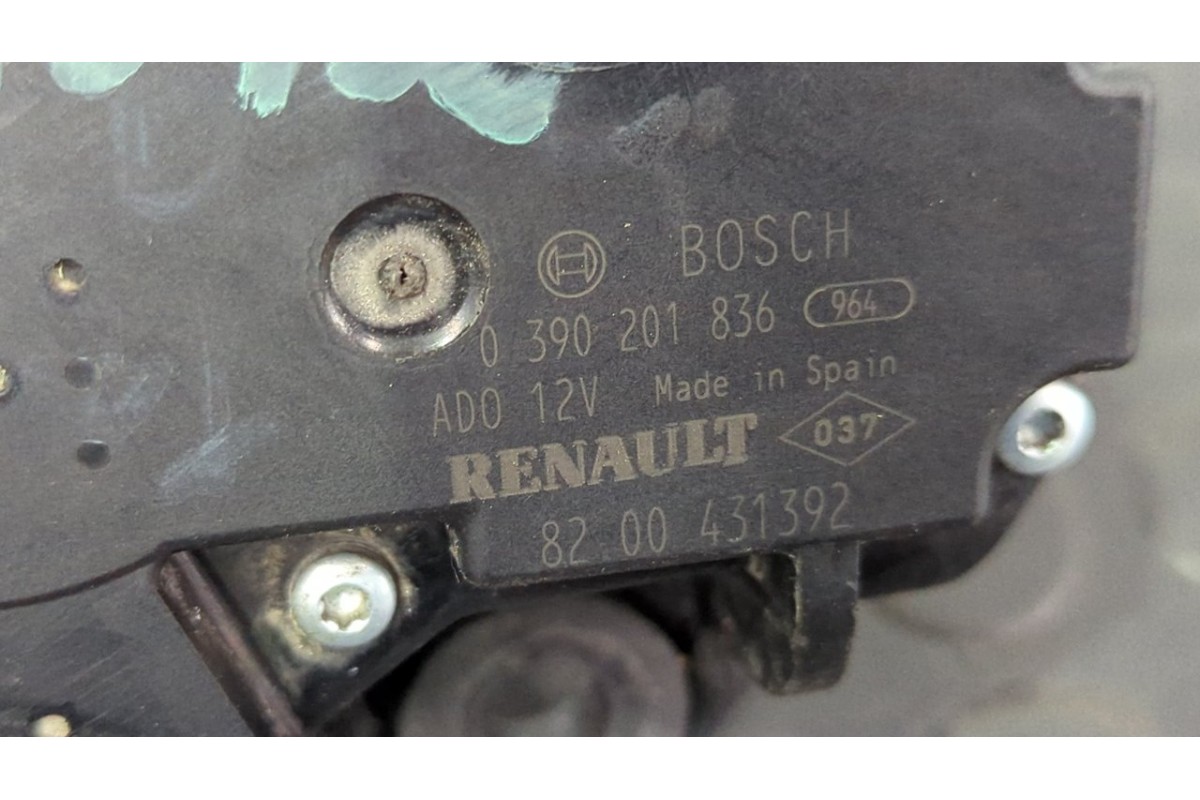 BOSCH
0 390 201 836 964
ADO 12V Made in Spain
RENAULT 037
82.00 431392